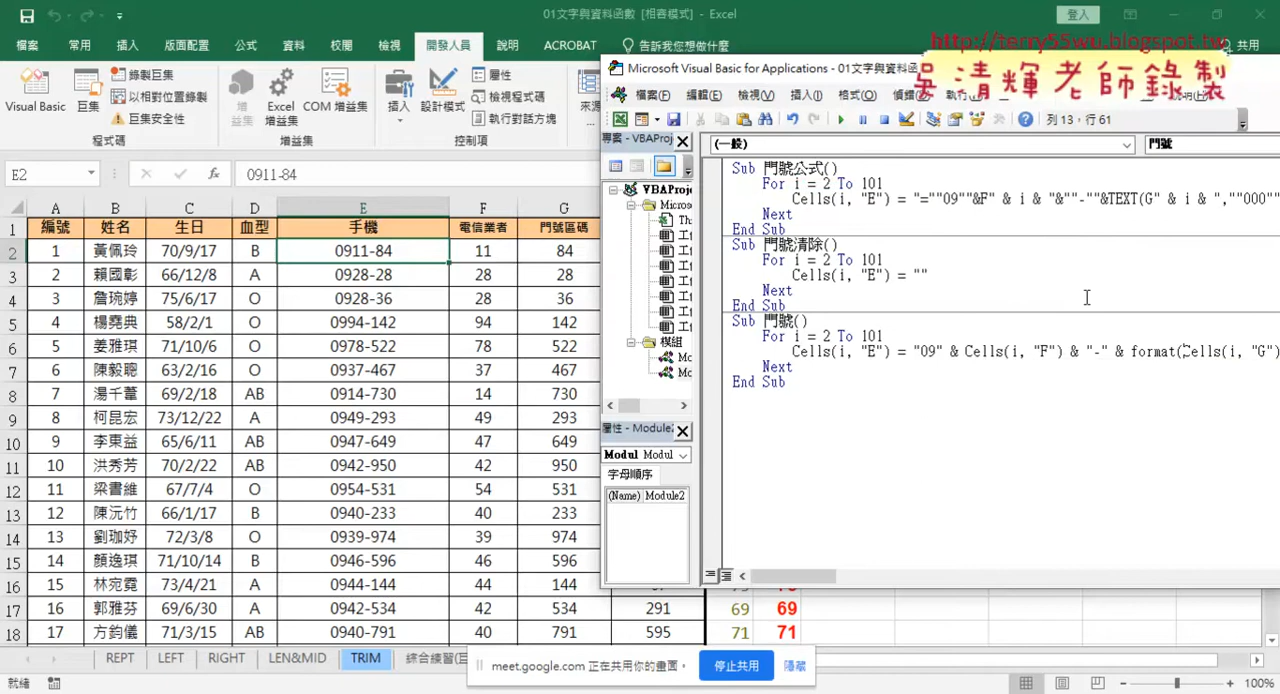 01文字與資料函數 [相容模式] - Excel
登入
檔案 常用 插入 版面配置 公式 資料 校閱 檢視 開發人員 說明 ACROBAT 告訴我您想做什麼
共用
http://terry55wu.blogspot.tw
吳清輝老師錄製
Visual Basic 巨集 錄製巨集 以相對位置錄製 巨集安全性
增益集 Excel 增益集 COM 增益集
插入 設計模式 屬性 檢視程式碼 執行對話方塊
程式碼 增益集 控制項
Microsoft Visual Basic for Applications - 01文字與資料函
檔案(F) 編輯(E) 檢視(V) 插入(I) 格式(O)
列 13，行 61
E2 fx 0911-84
A B C D E F G
1 編號 姓名 生日 血型 手機 電信業者 門號區碼
2 1 黃佩玲 70/9/17 B 0911-84 11 84
3 2 賴國彰 66/12/8 A 0928-28 28 28
4 3 詹琬婷 75/6/17 O 0928-36 28 36
5 4 楊堯典 58/2/1 O 0994-142 94 142
6 5 姜雅琪 71/10/6 O 0978-522 78 522
7 6 陳毅聰 63/2/16 O 0937-467 37 467
8 7 湯千葦 69/2/18 AB 0914-730 14 730
9 8 柯昆宏 73/12/22 A 0949-293 49 293
10 9 李東益 65/6/11 AB 0947-649 47 649
11 10 洪秀芳 70/2/22 AB 0942-950 42 950
12 11 梁書維 67/7/4 O 0954-531 54 531
13 12 陳沅竹 66/1/17 B 0940-233 40 233
14 13 劉珈妤 72/3/8 O 0939-974 39 974
15 14 顏逸琪 71/10/14 B 0946-596 46 596
16 15 林宛霓 73/4/21 A 0944-144 44 144
17 16 郭雅芬 69/6/30 A 0942-534 42 534 291 69 69
18 17 方鈞儀 71/3/15 AB 0940-791 40 791 595 71 71
專案 - VBAProj
VBAProj
Microso
模組
屬性 - Module2
Modul Modul
字母順序
(Name) Module2
(一般) 門號
Sub 門號公式()
For i = 2 To 101
Cells(i, "E") = "=""09""&F" & i & "&""-""&TEXT(G" & i & ",""000""
Next
End Sub
Sub 門號清除()
For i = 2 To 101
Cells(i, "E") = ""
Next
End Sub
Sub 門號()
For i = 2 To 101
Cells(i, "E") = "09" & Cells(i, "F") & "-" & format(Cells(i, "G")
Next
End Sub
REPT LEFT RIGHT LEN&MID TRIM
meet.google.com 正在共用你的畫面。 停止共用 隱藏
就緒
100%